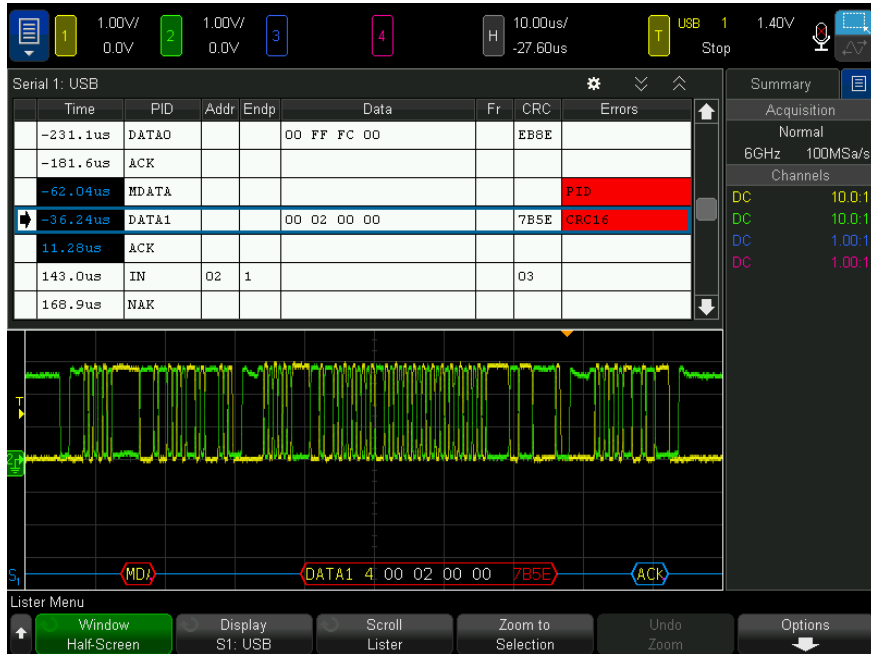 1 1.00V/ 2 1.00V/ 3 4 H 10.00us/ T USB 1 1.40V
0.0V 0.0V -27.60us Stop
Serial 1: USB
Time PID Addr Endp Data Fr CRC Errors
-231.1us DATA0 00 FF FC 00 EB8E
-181.6us ACK
-62.04us MDATA PID
-36.24us DATA1 00 02 00 00 7B5E CRC16
11.28us ACK
143.0us IN 02 1 03
168.9us NAK
Summary
Acquisition
Normal
6GHz 100MSa/s
Channels
DC 10.0:1
DC 10.0:1
DC 1.00:1
DC 1.00:1
T
2
S1 MDA DATA1 4 00 02 00 00 7B5E ACK
Lister Menu
Window Display Scroll Zoom to Undo Options
Half-Screen S1: USB Lister Selection Zoom